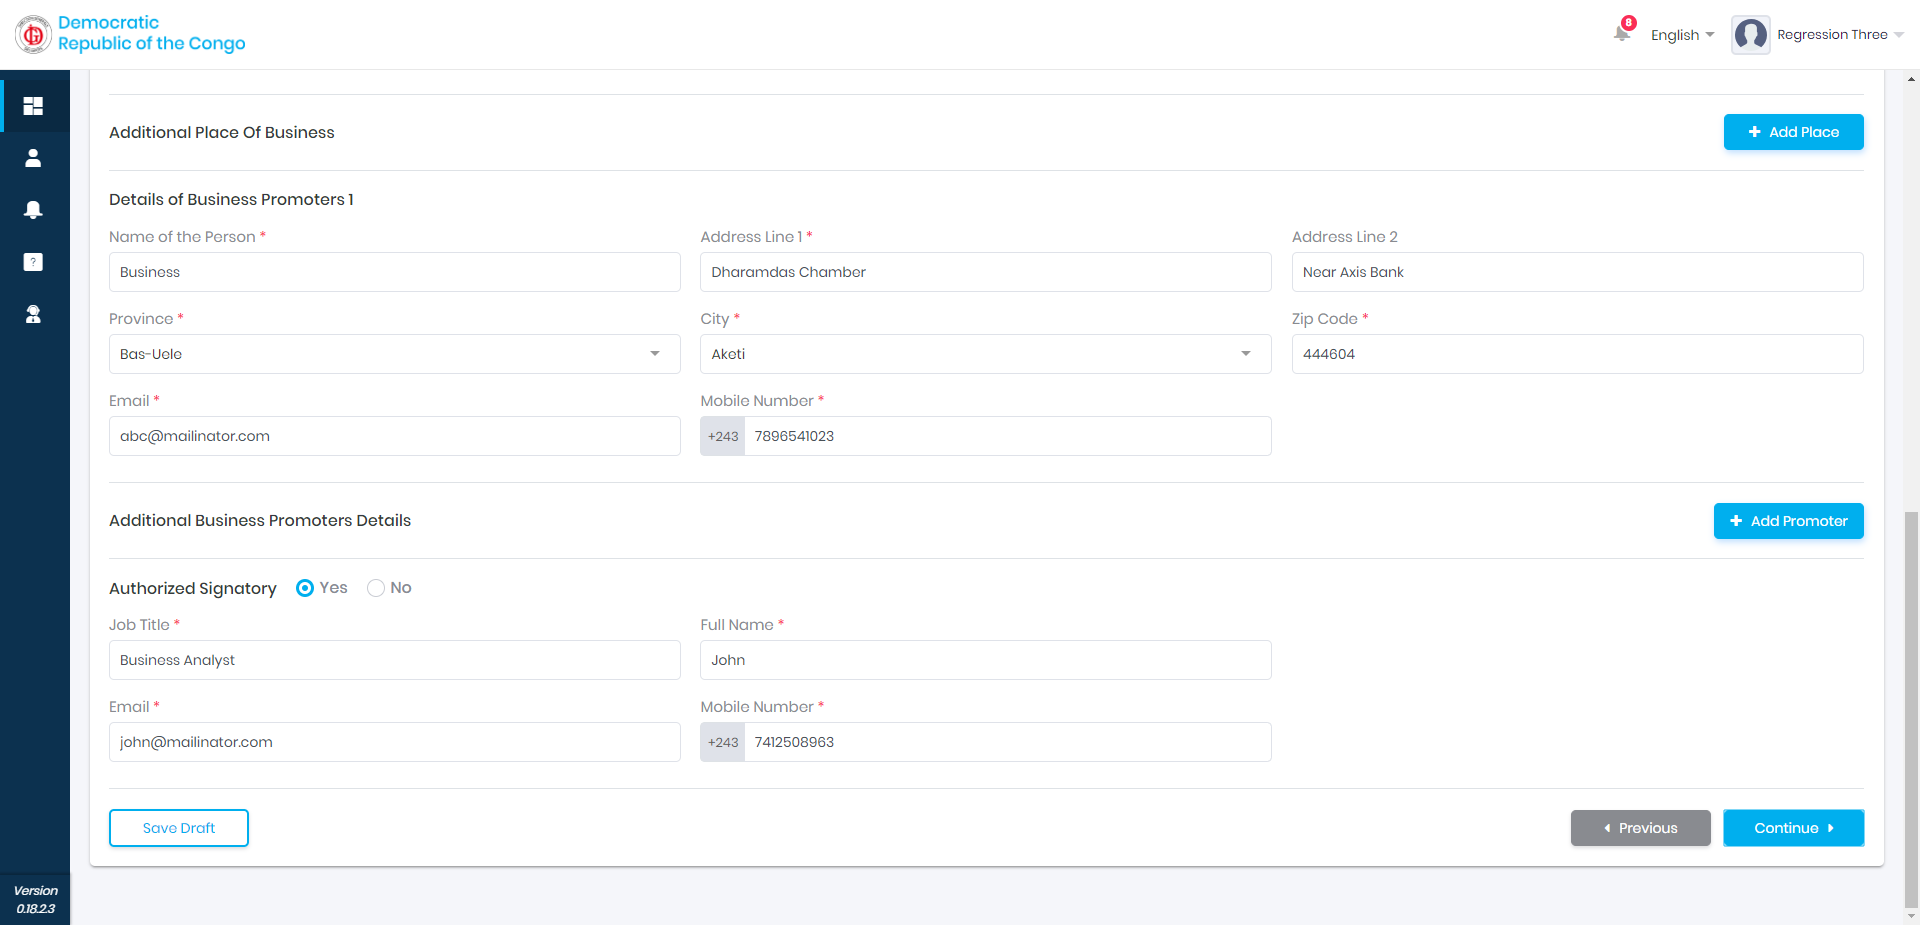 Democratic
Republic of the Congo
8
English
Regression Three
Additional Place Of Business
Add Place
Details of Business Promoters 1
Name of the Person *
Address Line 1 *
Address Line 2
Business
Dharamdas Chamber
Near Axis Bank
Province *
City *
Zip Code *
Bas-Uele
Aketi
444604
Email *
Mobile Number *
abc@mailinator.com
+243 7896541023
Additional Business Promoters Details
Add Promoter
Authorized Signatory Yes No
Job Title *
Full Name *
Business Analyst
John
Email *
Mobile Number *
john@mailinator.com
+243 7412508963
Save Draft
Previous
Continue
Version
0.18.2.3